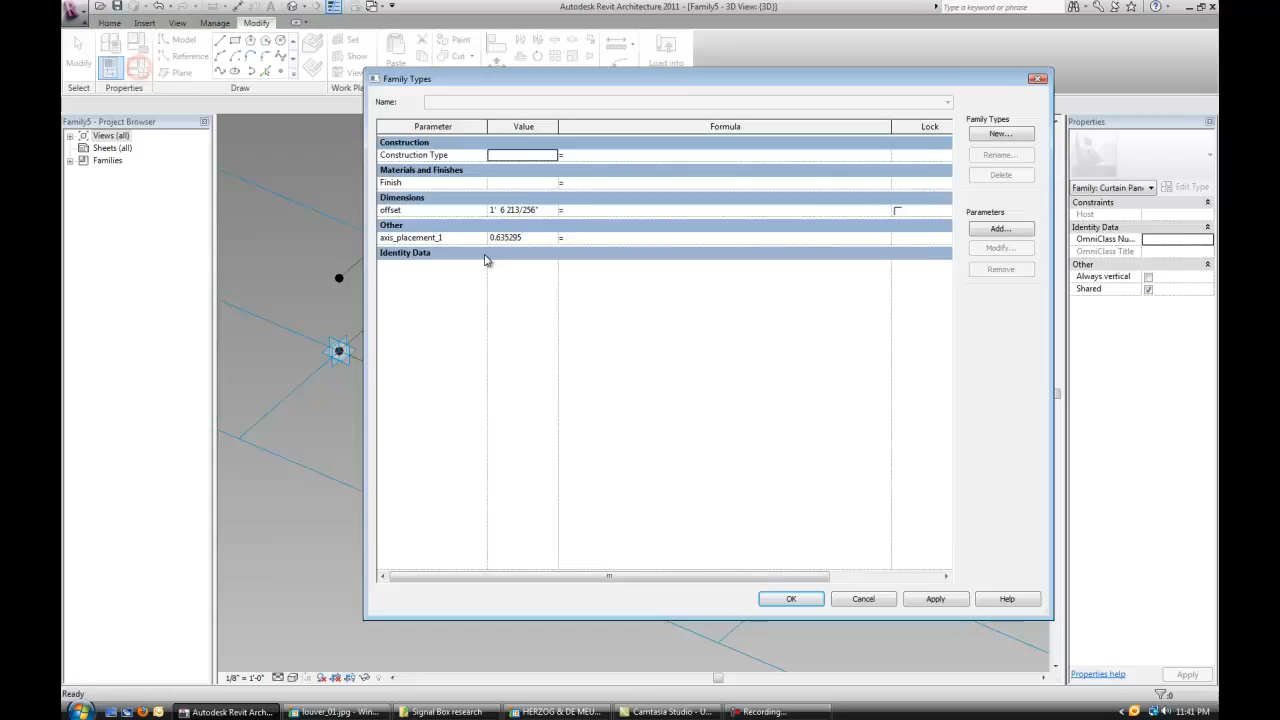 Autodesk Revit Architecture 2011 - [Family5 - 3D View: {3D}]
Type a keyword or phrase
Home Insert View Manage Modify
Model Set Paint
Modify Reference Show Paste Cut Load into
Plane
Select Properties Draw Work Pl
Family Types
Name:
Parameter Value Formula Lock
Construction
Construction Type =
Materials and Finishes
Finish =
Dimensions
offset 1' 6 213/256" =
Other
axis_placement_1 0.635295 =
Identity Data
Family Types
New...
Rename...
Delete
Parameters
Add...
Modify...
Remove
OK Cancel Apply Help
Family5 - Project Browser
Views (all)
Sheets (all)
Families
Properties
Family: Curtain Pan Edit Type
Constraints
Host
Identity Data
OmniClass Nu...
OmniClass Title
Other
Always vertical
Shared
Properties help Apply
1/8" = 1'-0"
Ready
:0
Autodesk Revit Arch... louver_01.jpg - Win... Signal Box research HERZOG & DE MEU... Camtasia Studio - U... Recording... 11:41 PM